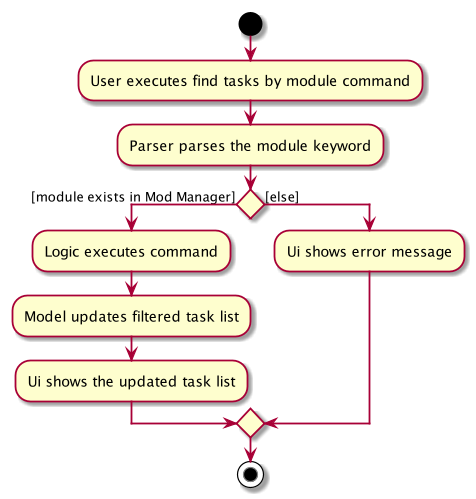 User executes find tasks by module command
Parser parses the module keyword
[module exists in Mod Manager]
[else]
Logic executes command
Ui shows error message
Model updates filtered task list
Ui shows the updated task list